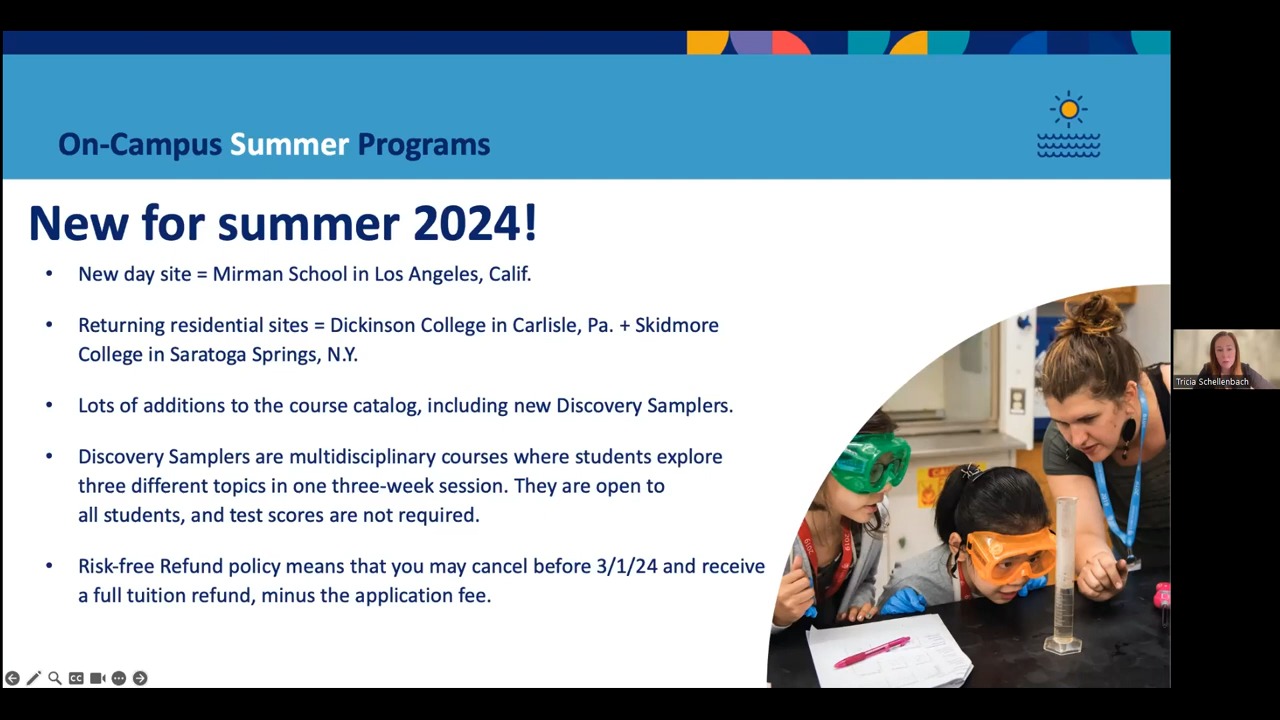 On-Campus Summer Programs
New for summer 2024!
• New day site = Mirman School in Los Angeles, Calif.
• Returning residential sites = Dickinson College in Carlisle, Pa. + Skidmore
College in Saratoga Springs, N.Y.
• Lots of additions to the course catalog, including new Discovery Samplers.
• Discovery Samplers are multidisciplinary courses where students explore
three different topics in one three-week session. They are open to
all students, and test scores are not required.
• Risk-free Refund policy means that you may cancel before 3/1/24 and receive
a full tuition refund, minus the application fee.
Tricia Schellenbach
2019
2019
CC